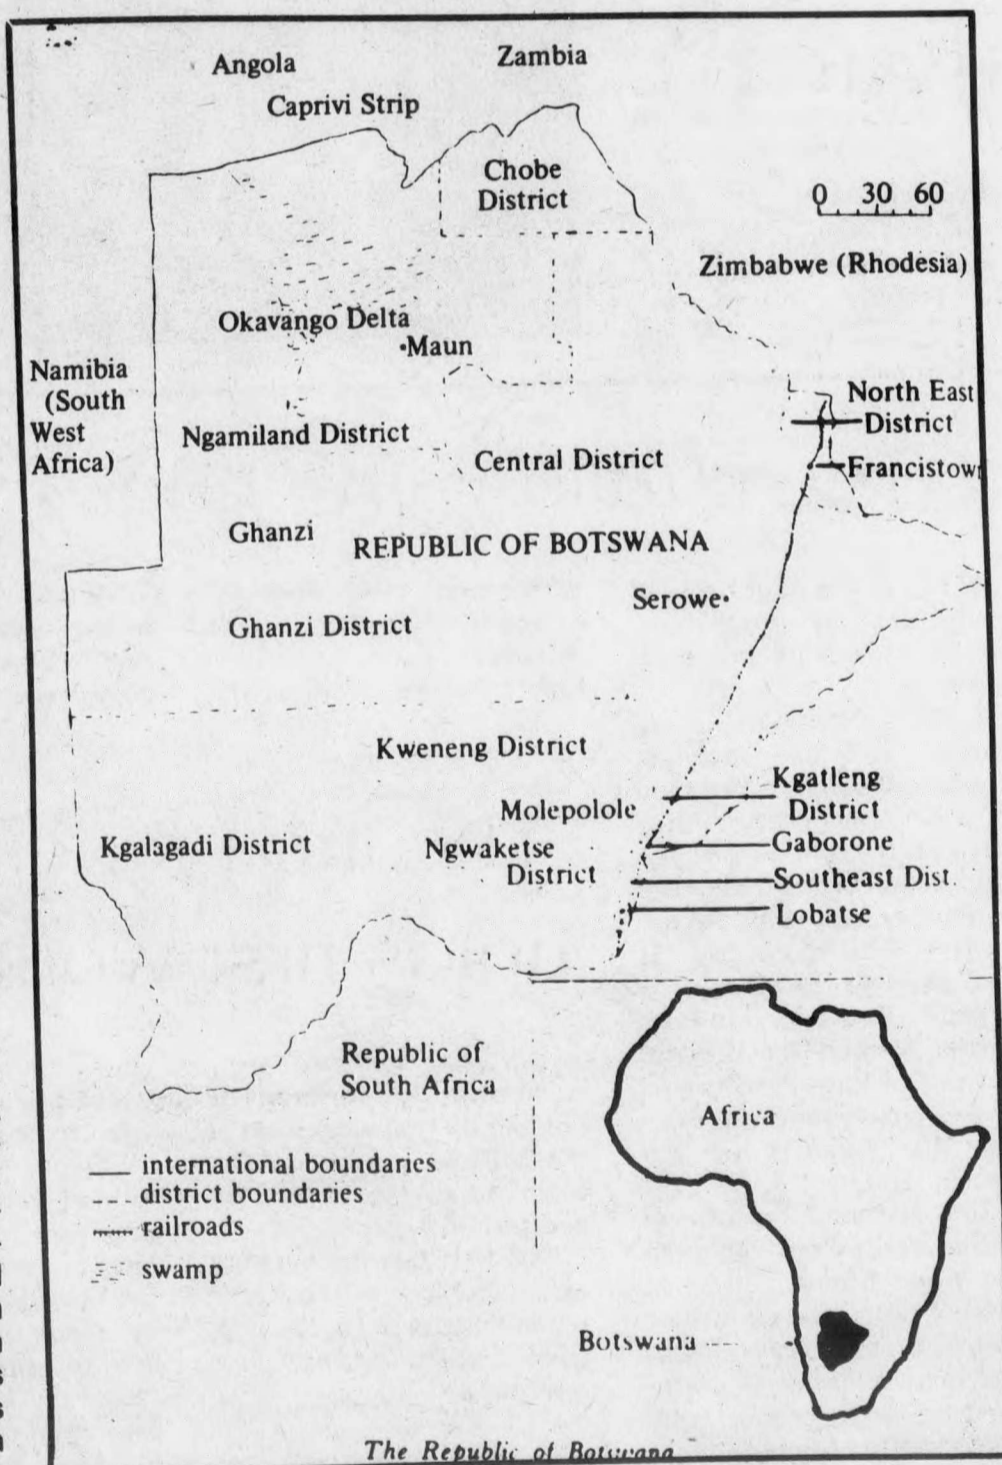 Angola
Zambia
Caprivi Strip
Chobe
District
0 30 60
Zimbabwe (Rhodesia)
Okavango Delta
Maun
Namibia
(South
West
Africa)
North East
District
Ngamiland District
Central District
Francistown
Ghanzi
REPUBLIC OF BOTSWANA
Serowe
Ghanzi District
Kweneng District
Kgatleng
District
Molepolole
Kgalagadi District
Ngwaketse
District
Gaborone
Southeast Dist.
Lobatse
Republic of
South Africa
Africa
international boundaries
district boundaries
railroads
swamp
Botswana
The Republic of Botswana